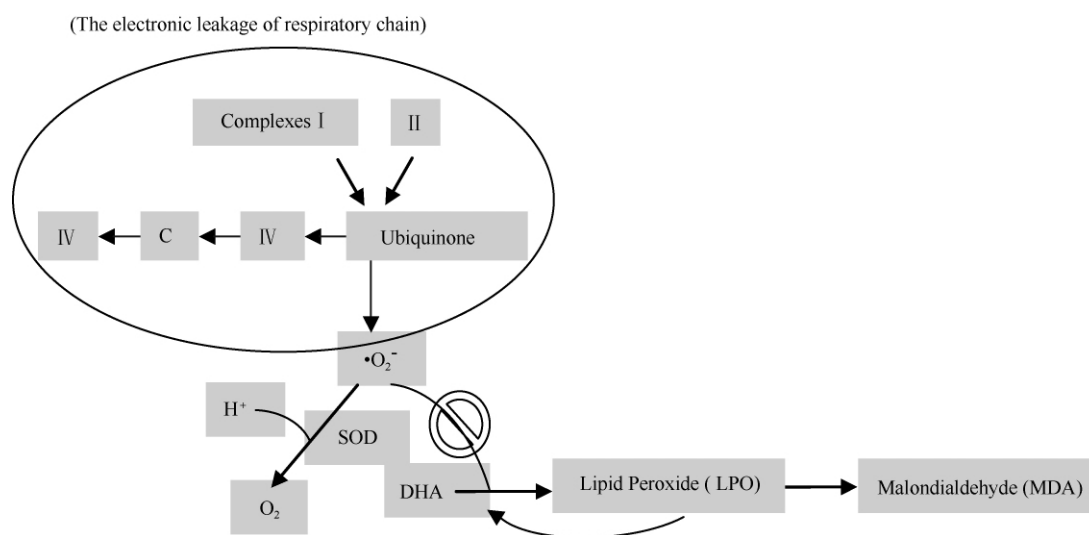 (The electronic leakage of respiratory chain)
Complexes Ⅰ
II
Ⅳ
C
Ⅳ
Ubiquinone
•O₂⁻
H⁺
SOD
O₂
DHA
Lipid Peroxide ( LPO)
Malondialdehyde (MDA)